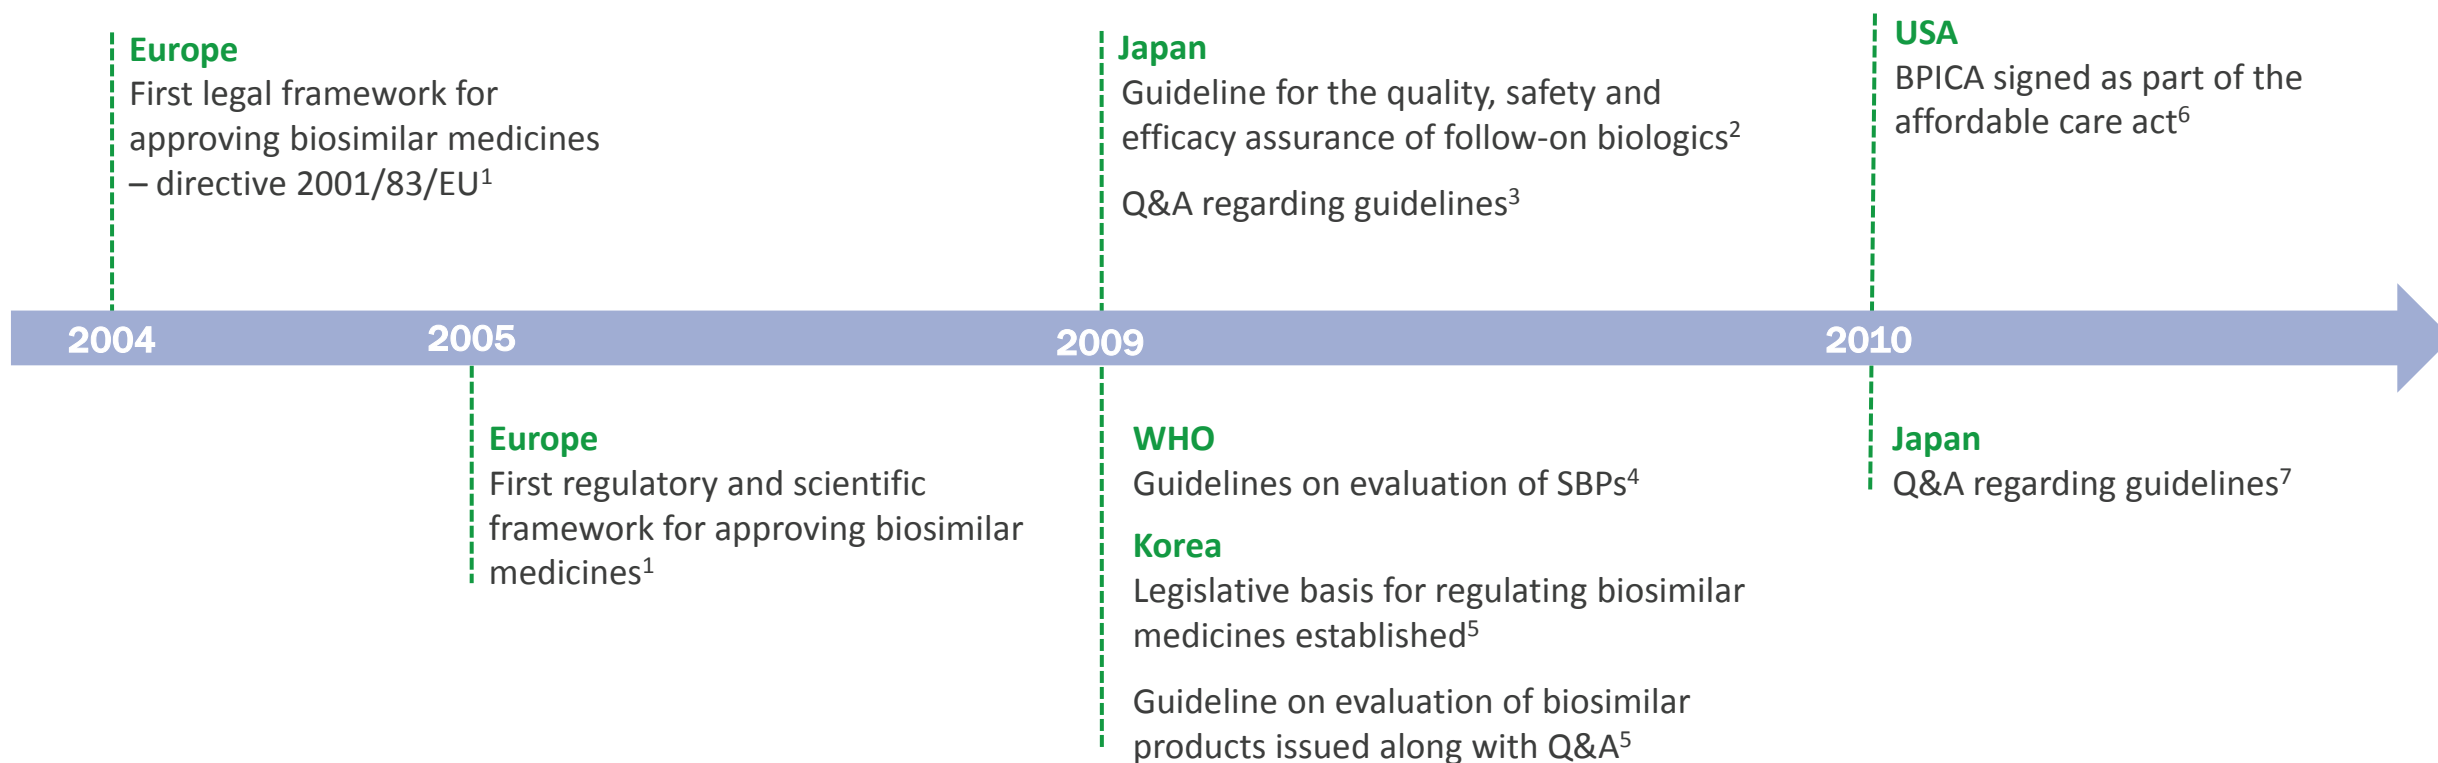 Europe
First legal framework for
approving biosimilar medicines
– directive 2001/83/EU¹
Japan
Guideline for the quality, safety and
efficacy assurance of follow-on biologics²
Q&A regarding guidelines³
USA
BPICA signed as part of the
affordable care act⁶
2004
2005
2009
2010
Europe
First regulatory and scientific
framework for approving biosimilar
medicines¹
WHO
Guidelines on evaluation of SBPs⁴
Korea
Legislative basis for regulating biosimilar
medicines established⁵
Guideline on evaluation of biosimilar
products issued along with Q&A⁵
Japan
Q&A regarding guidelines⁷